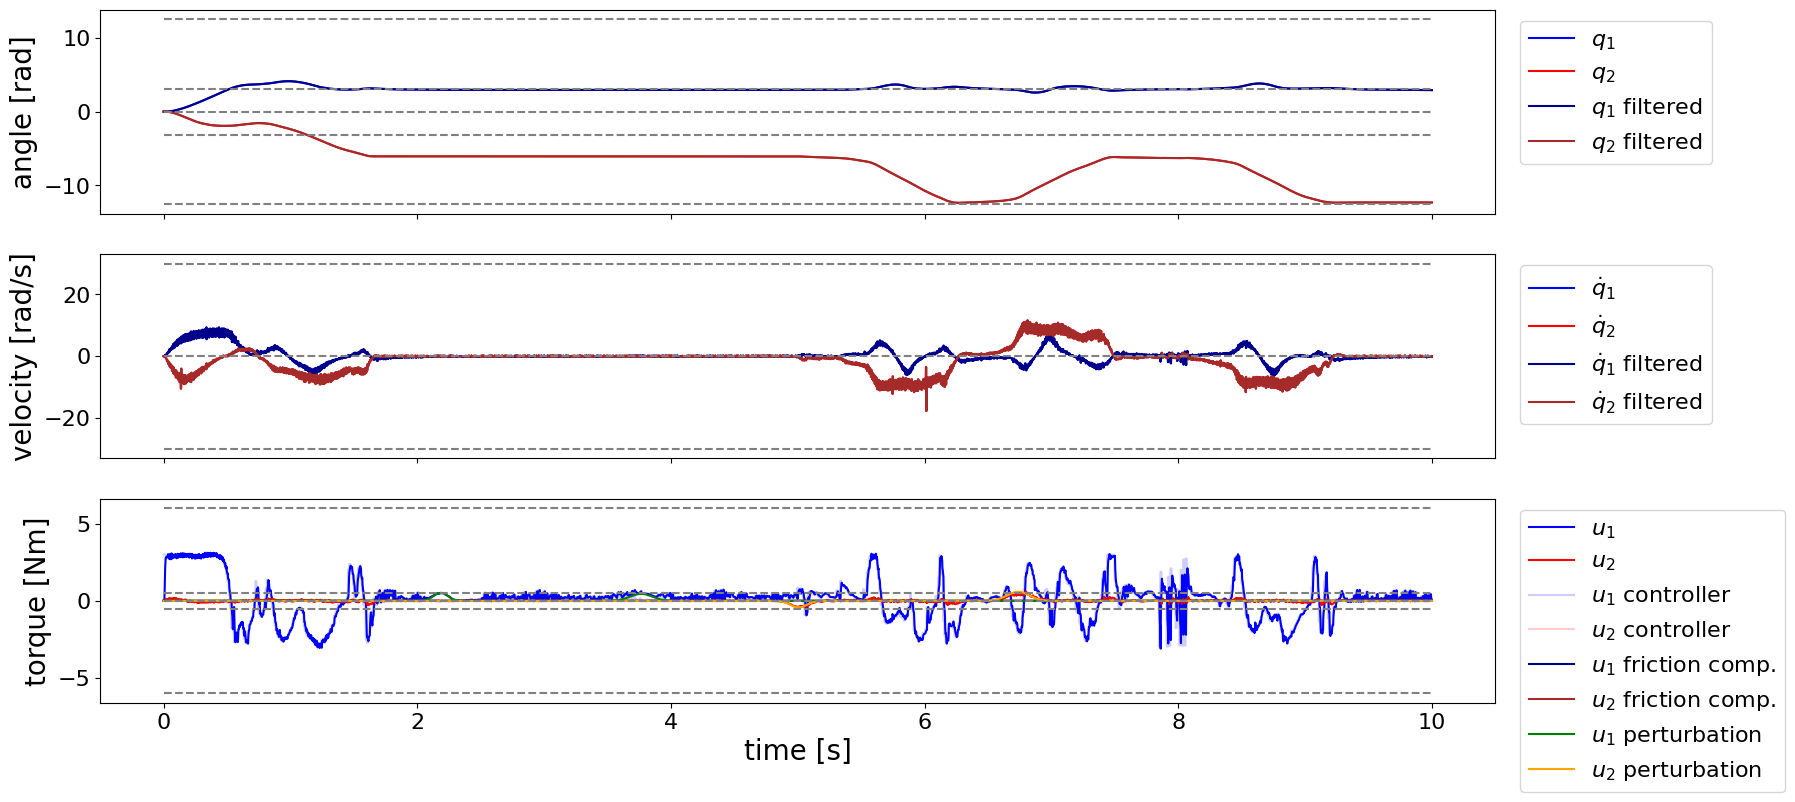 angle [rad]
10
0
−10
q₁
q₂
q₁ filtered
q₂ filtered
velocity [rad/s]
20
0
−20
q̇₁
q̇₂
q̇₁ filtered
q̇₂ filtered
torque [Nm]
5
0
−5
0 2 4 6 8 10
time [s]
u₁
u₂
u₁ controller
u₂ controller
u₁ friction comp.
u₂ friction comp.
u₁ perturbation
u₂ perturbation